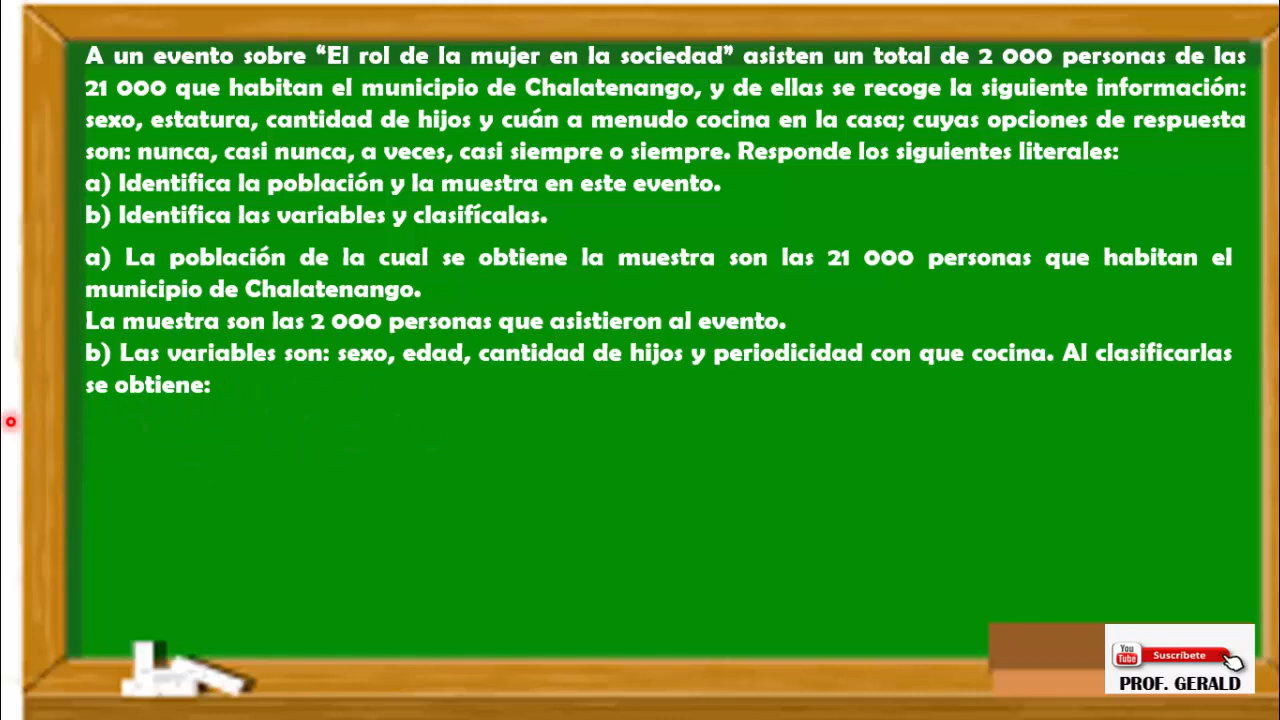 A un evento sobre “El rol de la mujer en la sociedad” asisten un total de 2 000 personas de las
21 000 que habitan el municipio de Chalatenango, y de ellas se recoge la siguiente información:
sexo, estatura, cantidad de hijos y cuán a menudo cocina en la casa; cuyas opciones de respuesta
son: nunca, casi nunca, a veces, casi siempre o siempre. Responde los siguientes literales:
a) Identifica la población y la muestra en este evento.
b) Identifica las variables y clasifícalas.
a) La población de la cual se obtiene la muestra son las 21 000 personas que habitan el
municipio de Chalatenango.
La muestra son las 2 000 personas que asistieron al evento.
b) Las variables son: sexo, edad, cantidad de hijos y periodicidad con que cocina. Al clasificarlas
se obtiene:
You
Tube
Suscríbete
PROF. GERALD